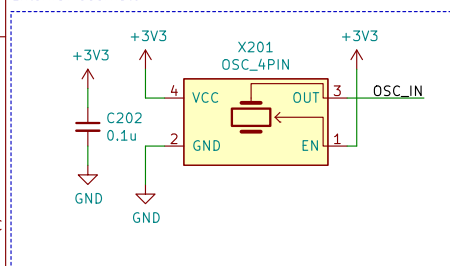 +3V3
+3V3
+3V3
X201
OSC_4PIN
4
VCC
OUT
3
OSC_IN
C202
0.1u
2
GND
EN
1
GND
GND